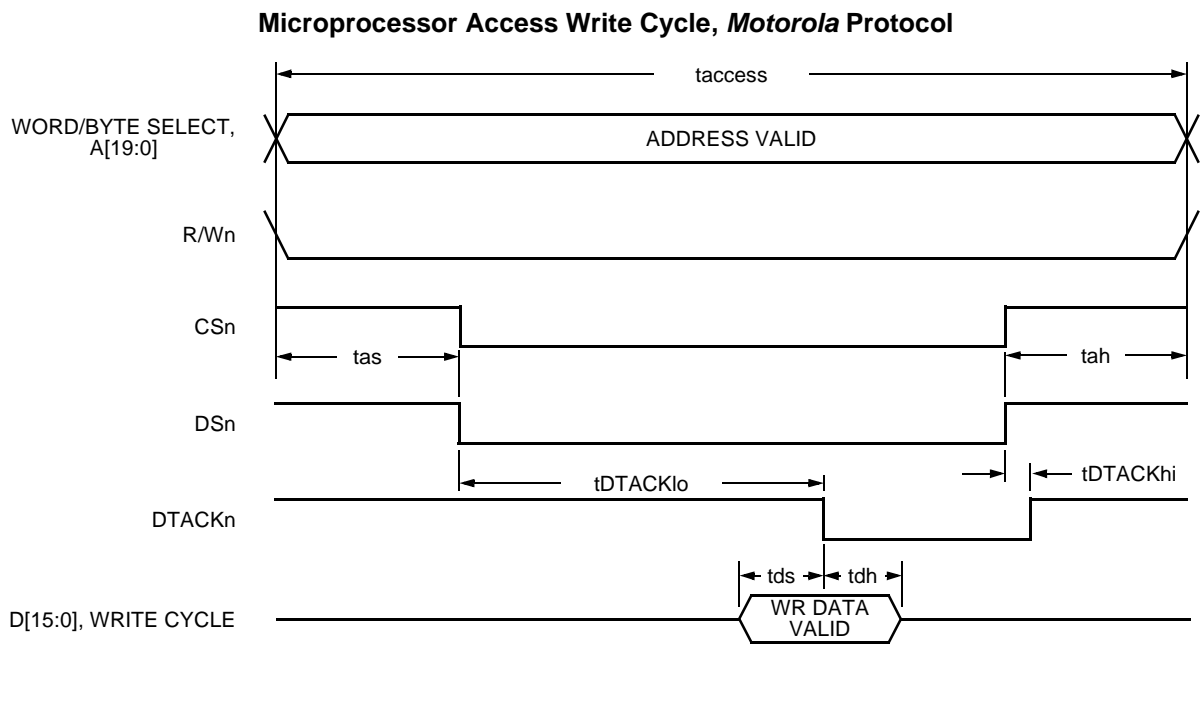 Microprocessor Access Write Cycle, Motorola Protocol
taccess
WORD/BYTE SELECT,
A[19:0]
ADDRESS VALID
R/Wn
CSn
tas
tah
DSn
tDTACKlo
tDTACKhi
DTACKn
tds
tdh
D[15:0], WRITE CYCLE
WR DATA
VALID